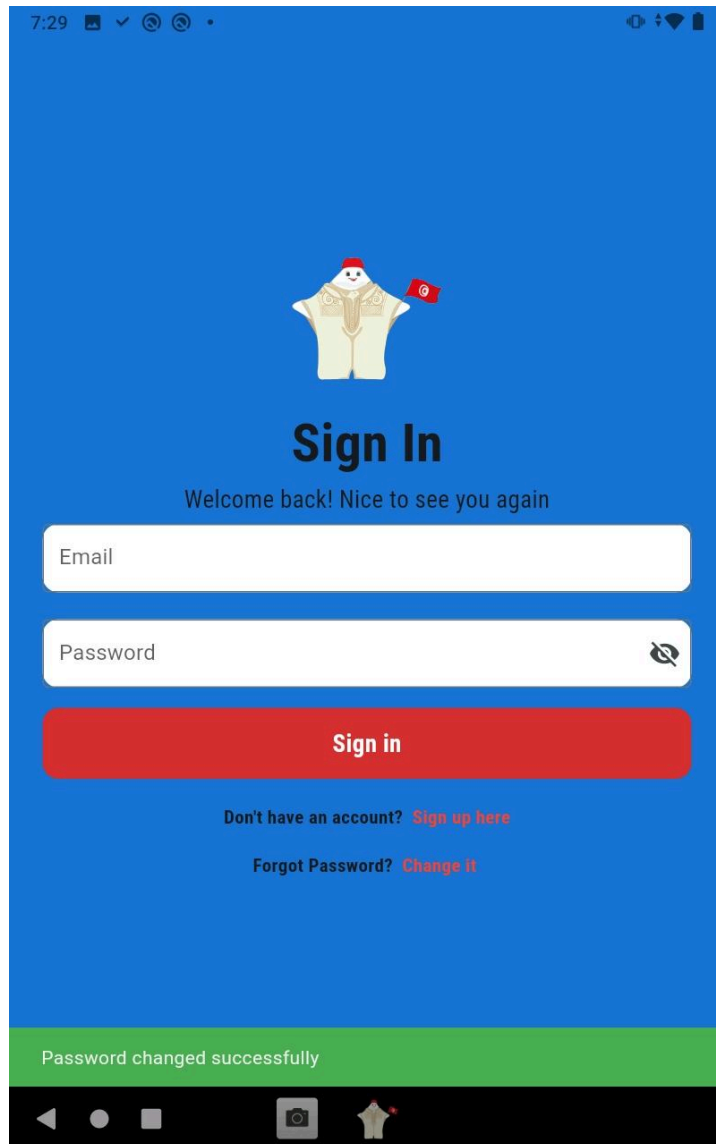 7:29
Sign In
Welcome back! Nice to see you again
Email
Password
Sign in
Don't have an account? Sign up here
Forgot Password? Change it
Password changed successfully